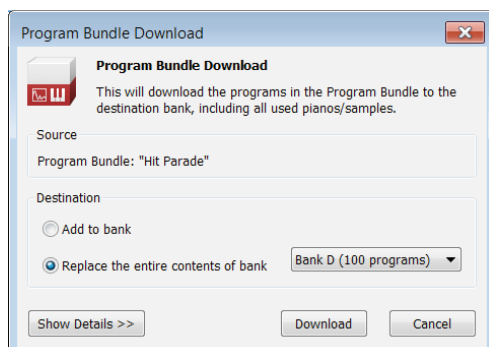 Program Bundle Download
Program Bundle Download
This will download the programs in the Program Bundle to the
destination bank, including all used pianos/samples.
Source
Program Bundle: "Hit Parade"
Destination
Add to bank
Replace the entire contents of bank
Bank D (100 programs)
Show Details >>
Download
Cancel